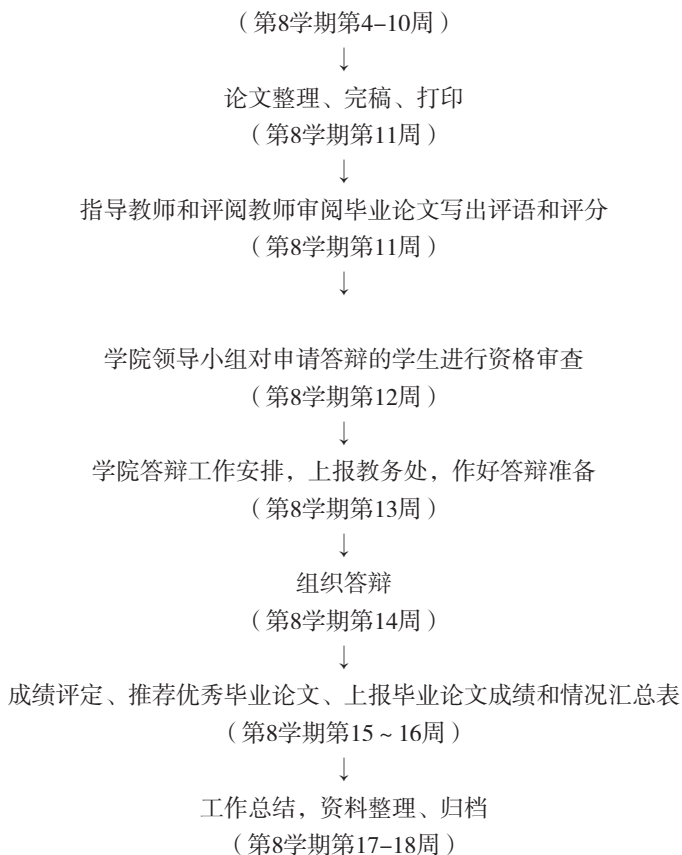 （第8学期第4–10周）
↓
论文整理、完稿、打印
（第8学期第11周）
↓
指导教师和评阅教师审阅毕业论文写出评语和评分
（第8学期第11周）
↓
学院领导小组对申请答辩的学生进行资格审查
（第8学期第12周）
↓
学院答辩工作安排，上报教务处，作好答辩准备
（第8学期第13周）
↓
组织答辩
（第8学期第14周）
↓
成绩评定、推荐优秀毕业论文、上报毕业论文成绩和情况汇总表
（第8学期第15～16周）
↓
工作总结，资料整理、归档
（第8学期第17–18周）